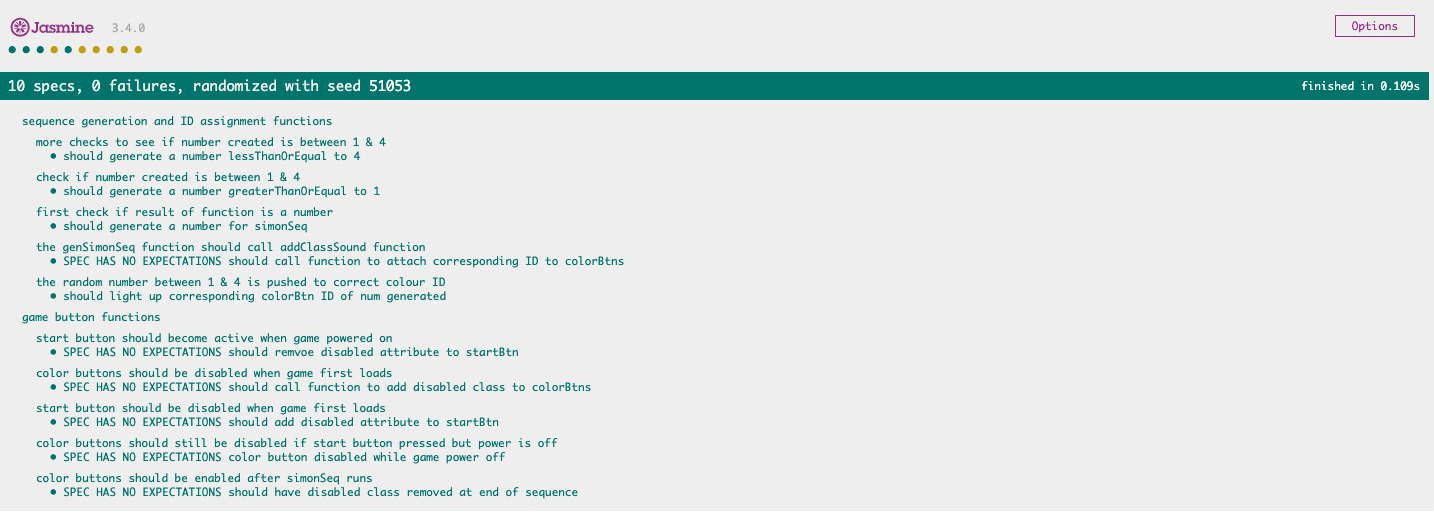 Jasmine 3.4.0
Options
10 specs, 0 failures, randomized with seed 51053
finished in 0.109s
sequence generation and ID assignment functions
more checks to see if number created is between 1 & 4
• should generate a number lessThanOrEqual to 4
check if number created is between 1 & 4
• should generate a number greaterThanOrEqual to 1
first check if result of function is a number
• should generate a number for simonSeq
the genSimonSeq function should call addClassSound function
• SPEC HAS NO EXPECTATIONS should call function to attach corresponding ID to colorBtns
the random number between 1 & 4 is pushed to correct colour ID
• should light up corresponding colorBtn ID of num generated
game button functions
start button should become active when game powered on
• SPEC HAS NO EXPECTATIONS should remvoe disabled attribute to startBtn
color buttons should be disabled when game first loads
• SPEC HAS NO EXPECTATIONS should call function to add disabled class to colorBtns
start button should be disabled when game first loads
• SPEC HAS NO EXPECTATIONS should add disabled attribute to startBtn
color buttons should still be disabled if start button pressed but power is off
• SPEC HAS NO EXPECTATIONS color button disabled while game power off
color buttons should be enabled after simonSeq runs
• SPEC HAS NO EXPECTATIONS should have disabled class removed at end of sequence